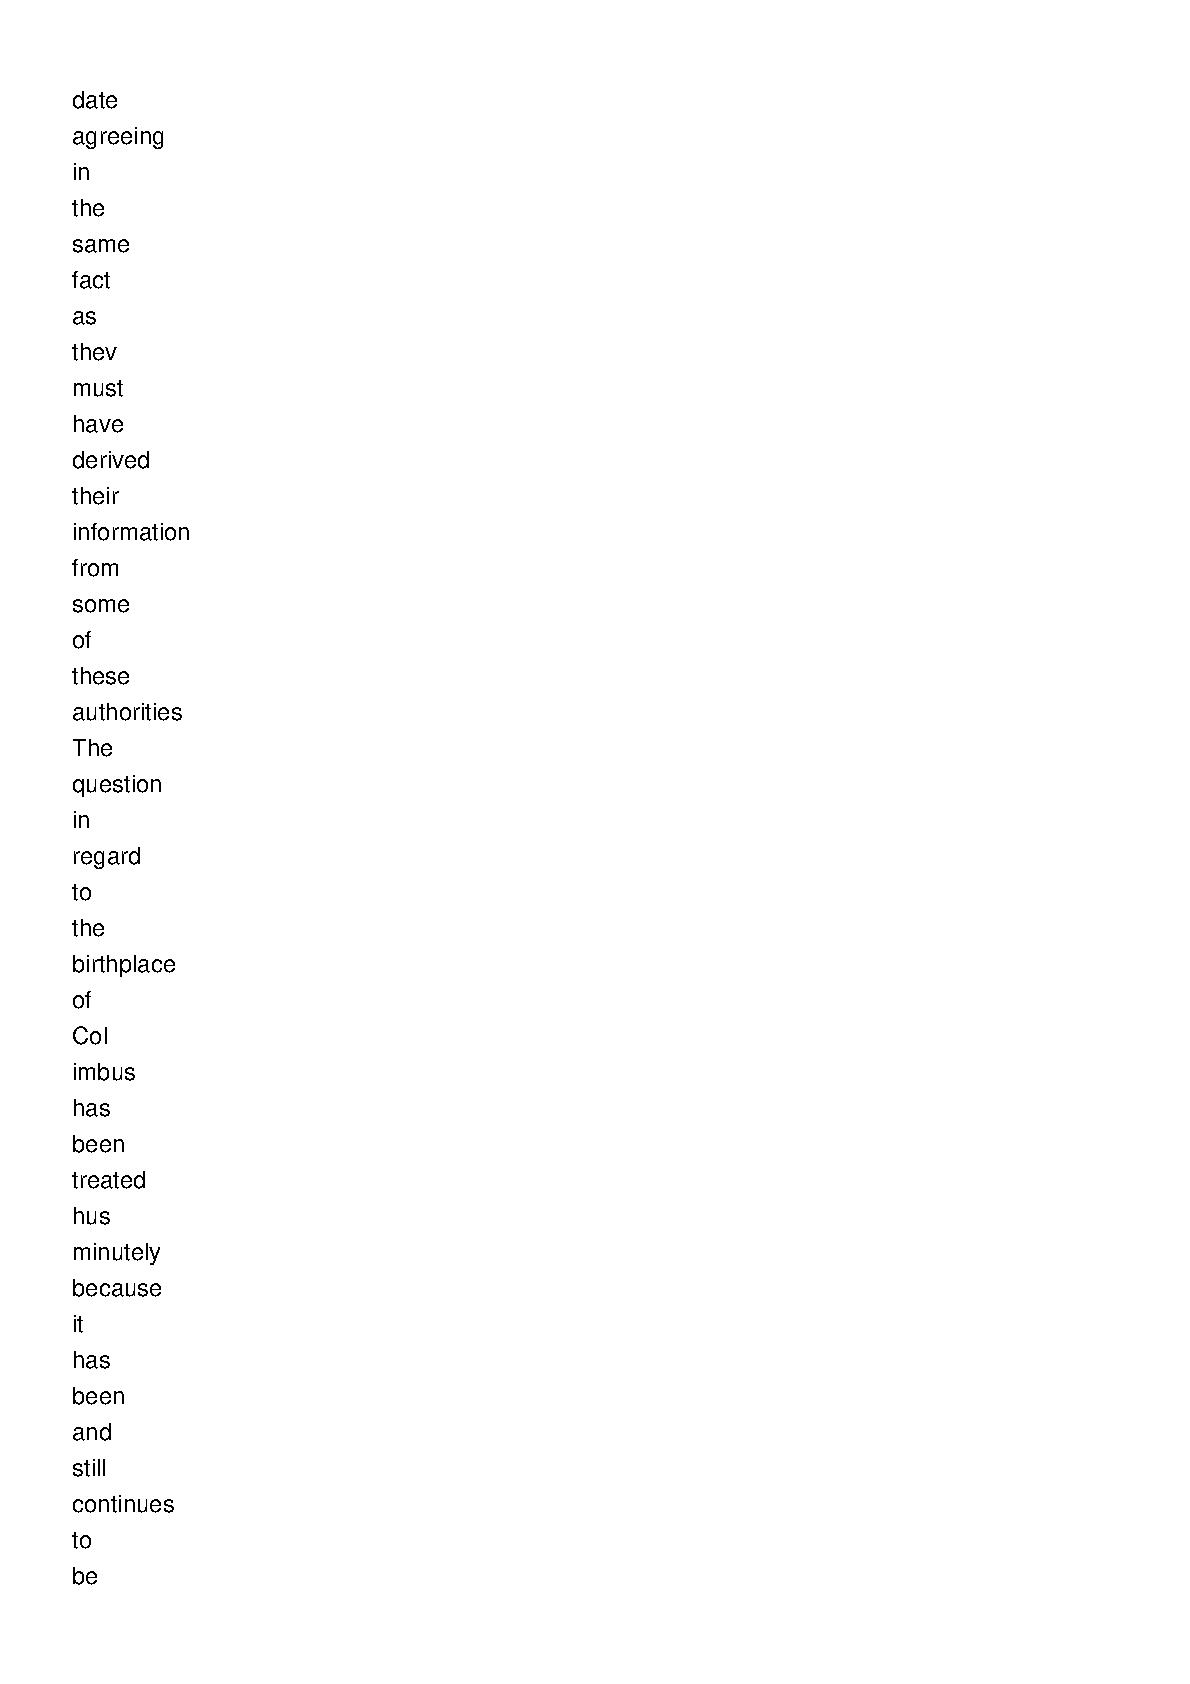 date
agreeing
in
the
same
fact
as
thev
must
have
derived
their
information
from
some
of
these
authorities
The
question
in
regard
to
the
birthplace
of
Col
imbus
has
been
treated
hus
minutely
because
it
has
been
and
still
continues
to
be